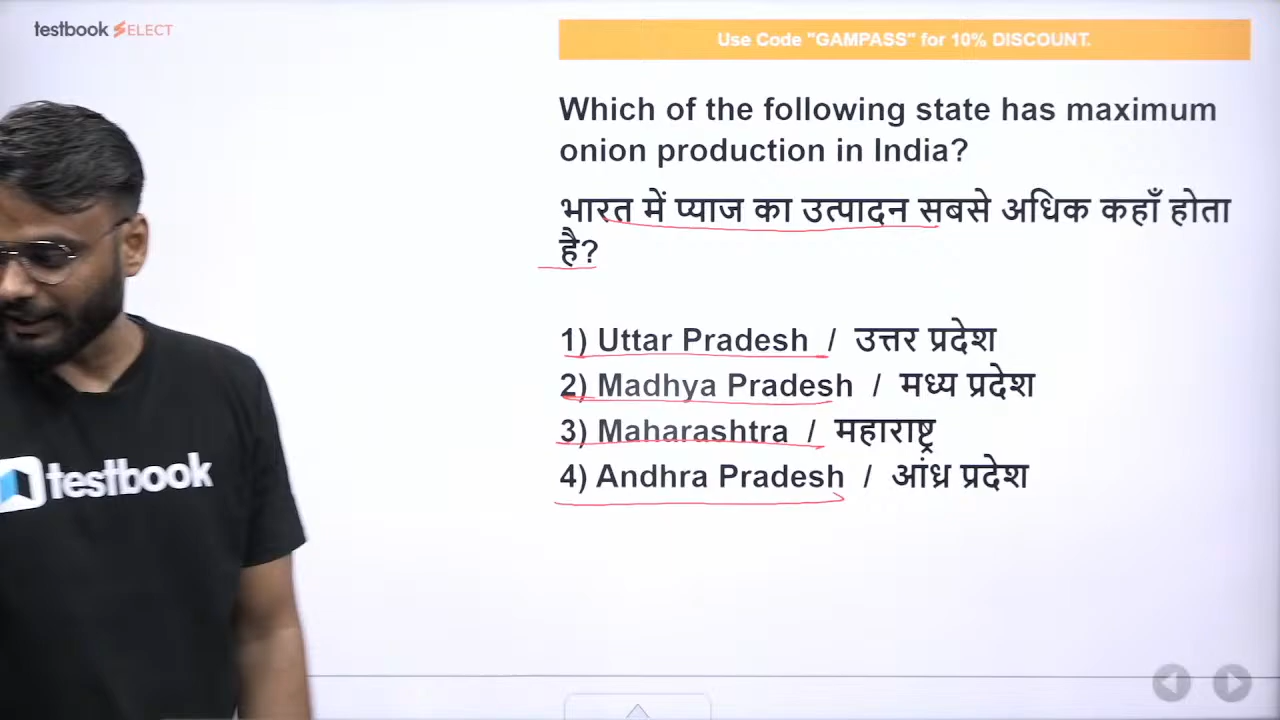 testbook SELECT
Use Code "GAMPASS" for 10% DISCOUNT.
Which of the following state has maximum
onion production in India?
भारत में प्याज का उत्पादन सबसे अधिक कहाँ होता
है?
1) Uttar Pradesh / उत्तर प्रदेश
2) Madhya Pradesh / मध्य प्रदेश
3) Maharashtra / महाराष्ट्र
4) Andhra Pradesh / आंध्र प्रदेश
testbook